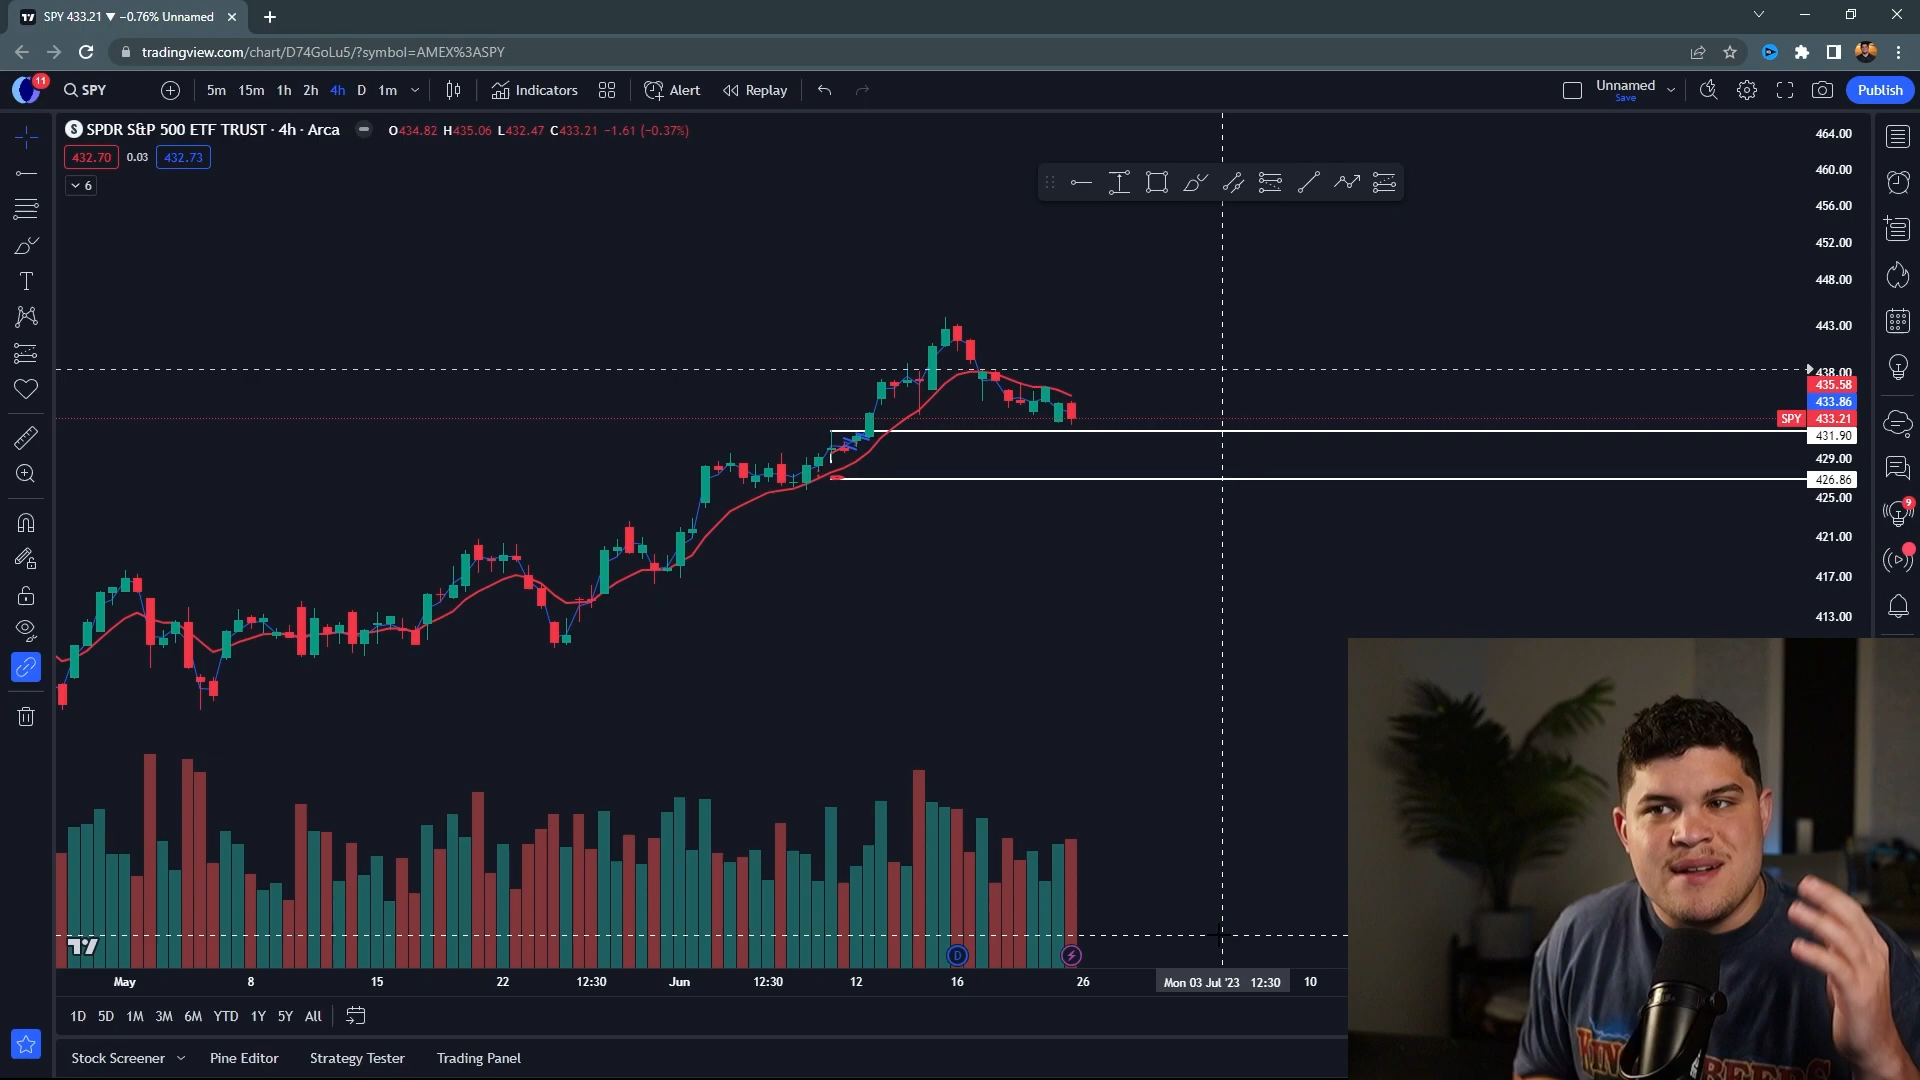 SPY 433.21 ▼ −0.76% Unnamed
tradingview.com/chart/D74GoLu5/?symbol=AMEX%3ASPY
11
SPY
5m 15m 1h 2h 4h D 1m
Indicators
Alert
Replay
Unnamed
Save
Publish
S SPDR S&P 500 ETF TRUST · 4h · Arca
O434.82 H435.06 L432.47 C433.21 −1.61 (−0.37%)
432.70 0.03 432.73
6
464.00
460.00
456.00
452.00
448.00
443.00
438.00
435.58
433.86
SPY 433.21
431.90
429.00
426.86
425.00
421.00
417.00
413.00
9
D
May 8 15 22 12:30 Jun 12:30 12 16 26 Mon 03 Jul '23 12:30 10
1D 5D 1M 3M 6M YTD 1Y 5Y All
Stock Screener Pine Editor Strategy Tester Trading Panel